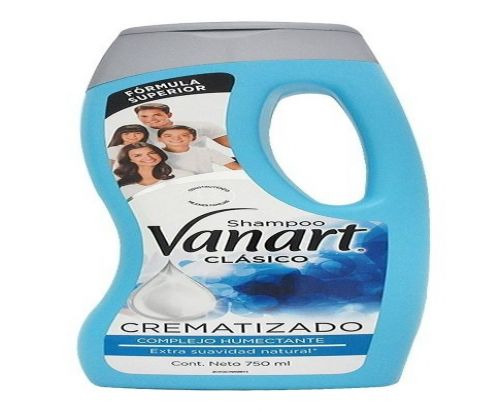 FÓRMULA
SUPERIOR
Shampoo
Vanart®
CLÁSICO
CREMATIZADO
COMPLEJO HUMECTANTE
Extra suavidad natural*
Cont. Neto 750 ml